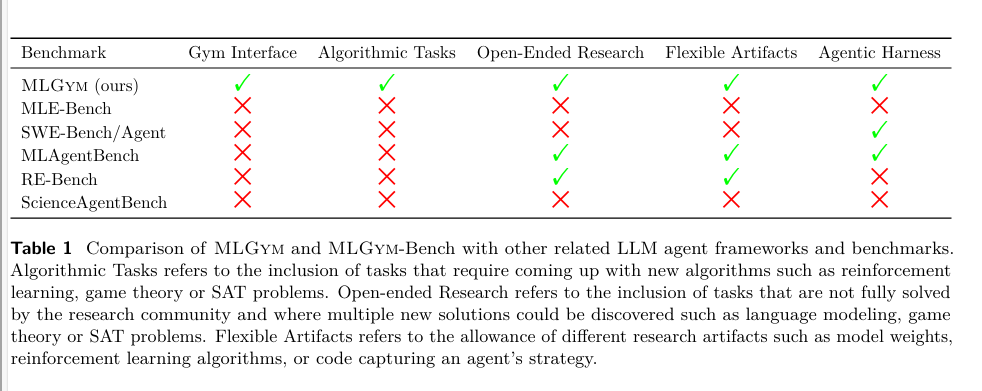 Benchmark Gym Interface Algorithmic Tasks Open-Ended Research Flexible Artifacts Agentic Harness
MLGYM (ours) ✓ ✓ ✓ ✓ ✓
MLE-Bench ✗ ✗ ✗ ✗ ✗
SWE-Bench/Agent ✗ ✗ ✗ ✗ ✓
MLAgentBench ✗ ✗ ✓ ✓ ✓
RE-Bench ✗ ✗ ✓ ✓ ✗
ScienceAgentBench ✗ ✗ ✗ ✗ ✗
Table 1 Comparison of MLGYM and MLGYM-Bench with other related LLM agent frameworks and benchmarks.
Algorithmic Tasks refers to the inclusion of tasks that require coming up with new algorithms such as reinforcement
learning, game theory or SAT problems. Open-ended Research refers to the inclusion of tasks that are not fully solved
by the research community and where multiple new solutions could be discovered such as language modeling, game
theory or SAT problems. Flexible Artifacts refers to the allowance of different research artifacts such as model weights,
reinforcement learning algorithms, or code capturing an agent's strategy.